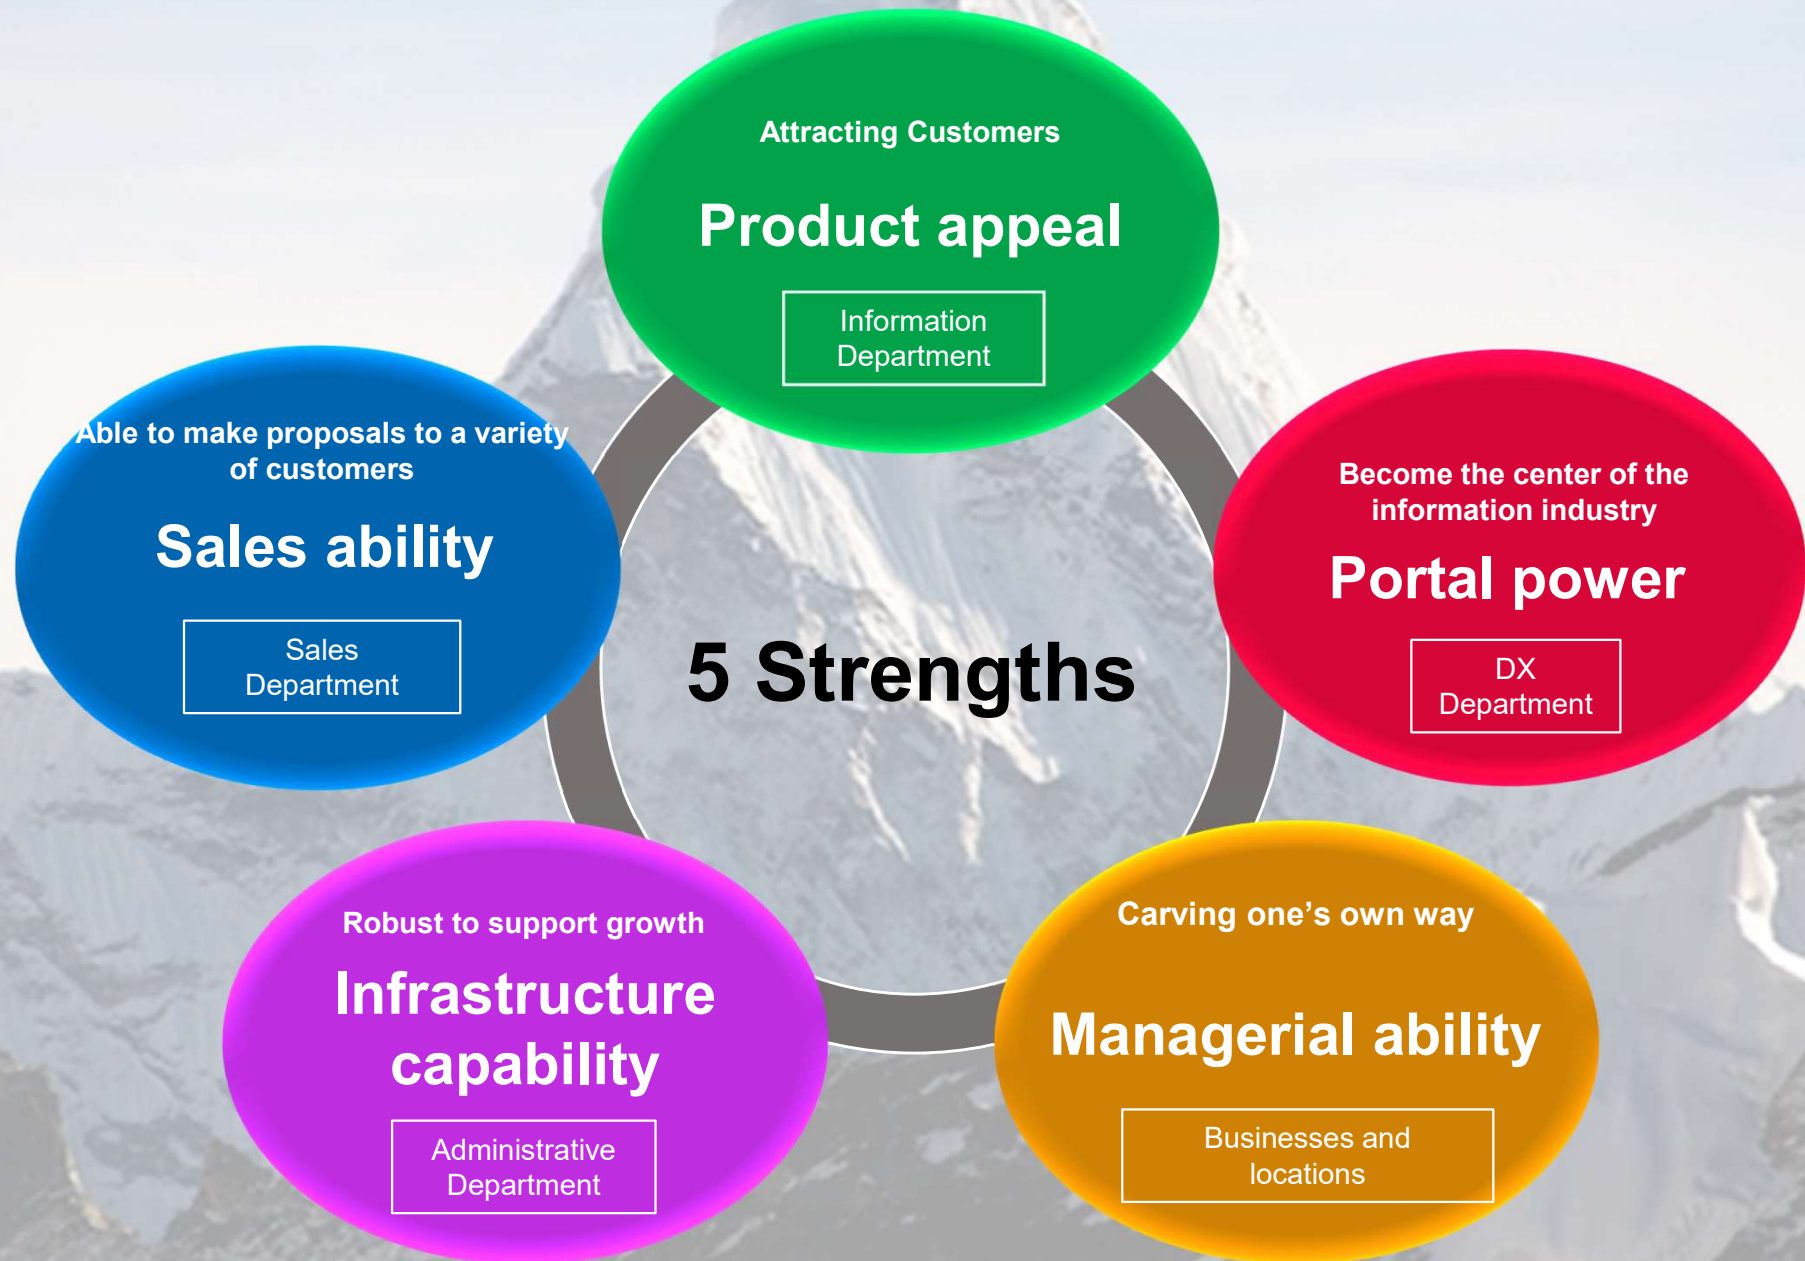 Attracting Customers
Product appeal
Information
Department
Able to make proposals to a variety
of customers
Sales ability
Sales
Department
Become the center of the
information industry
Portal power
DX
Department
5 Strengths
Robust to support growth
Infrastructure
capability
Administrative
Department
Carving one’s own way
Managerial ability
Businesses and
locations